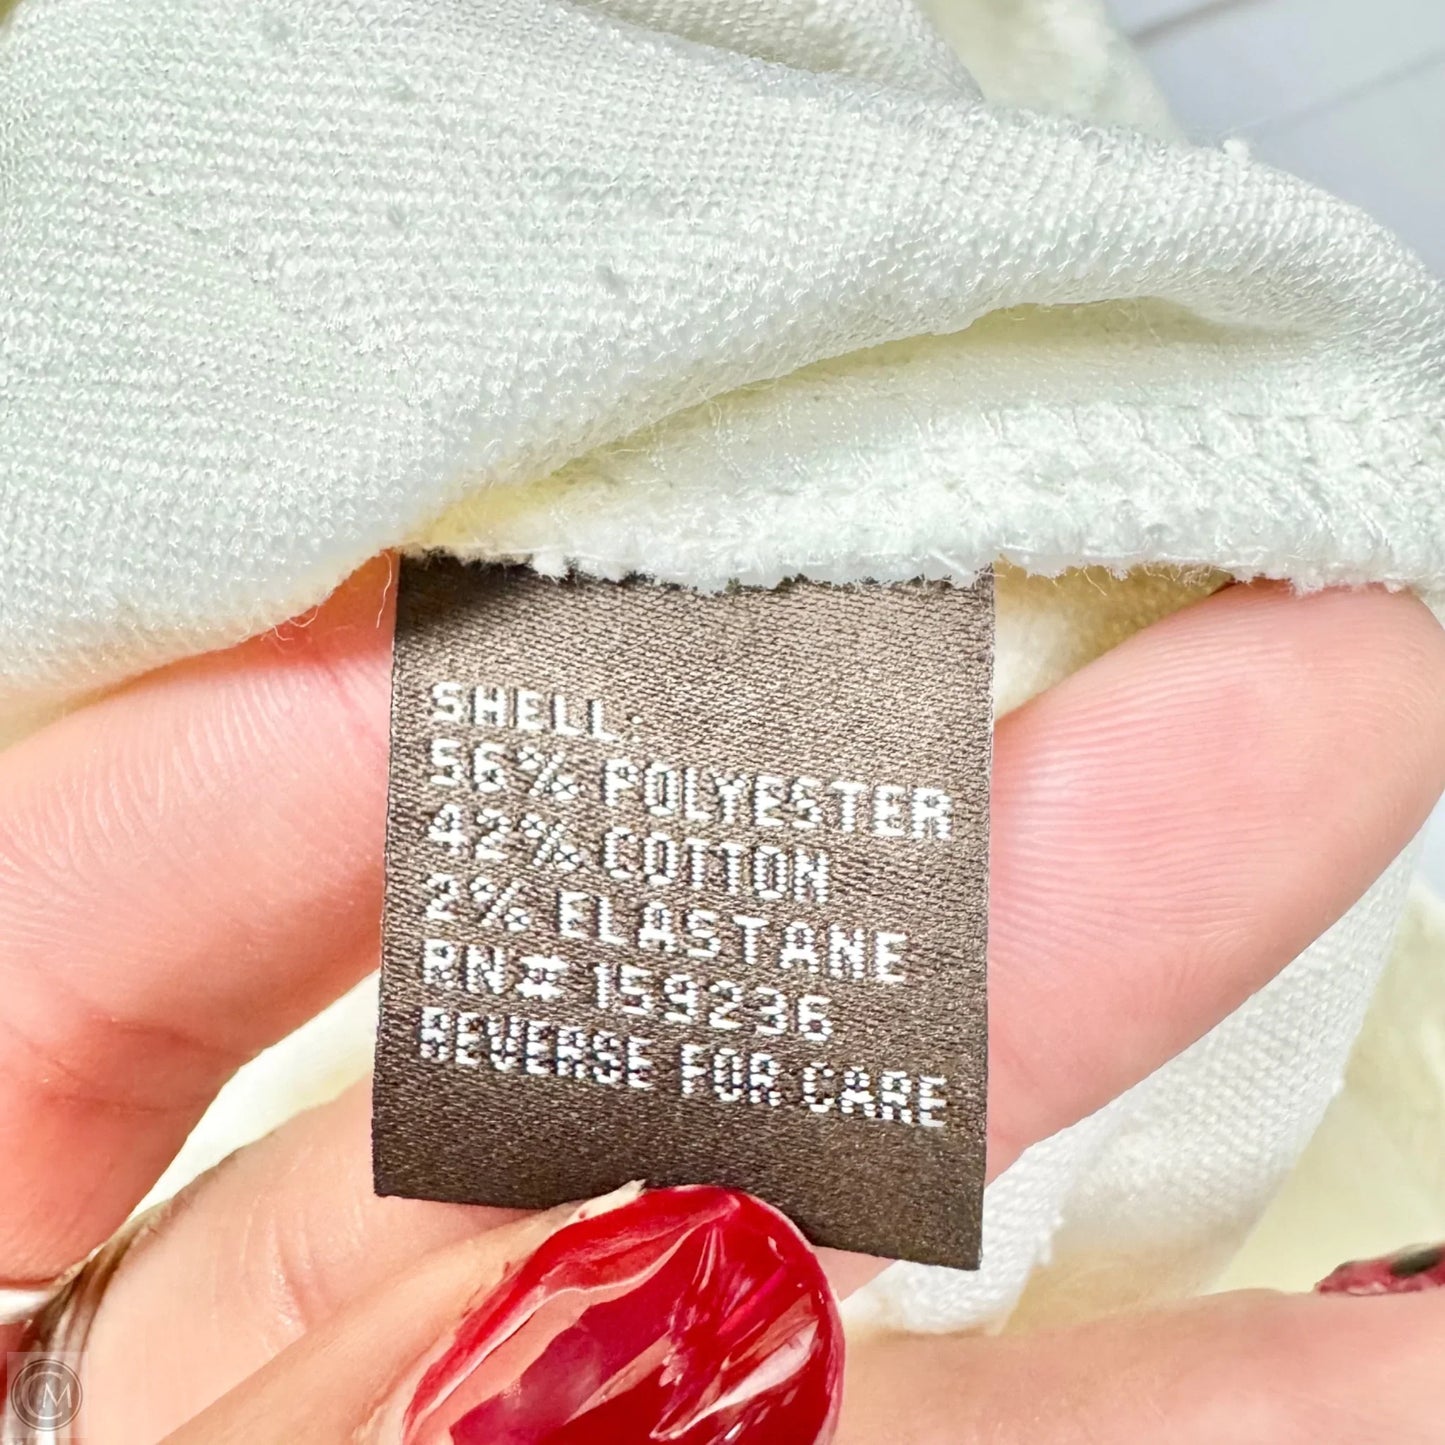 SHELL:
56% POLYESTER
42% COTTON
2% ELASTANE
RN# 159236
REVERSE FOR CARE